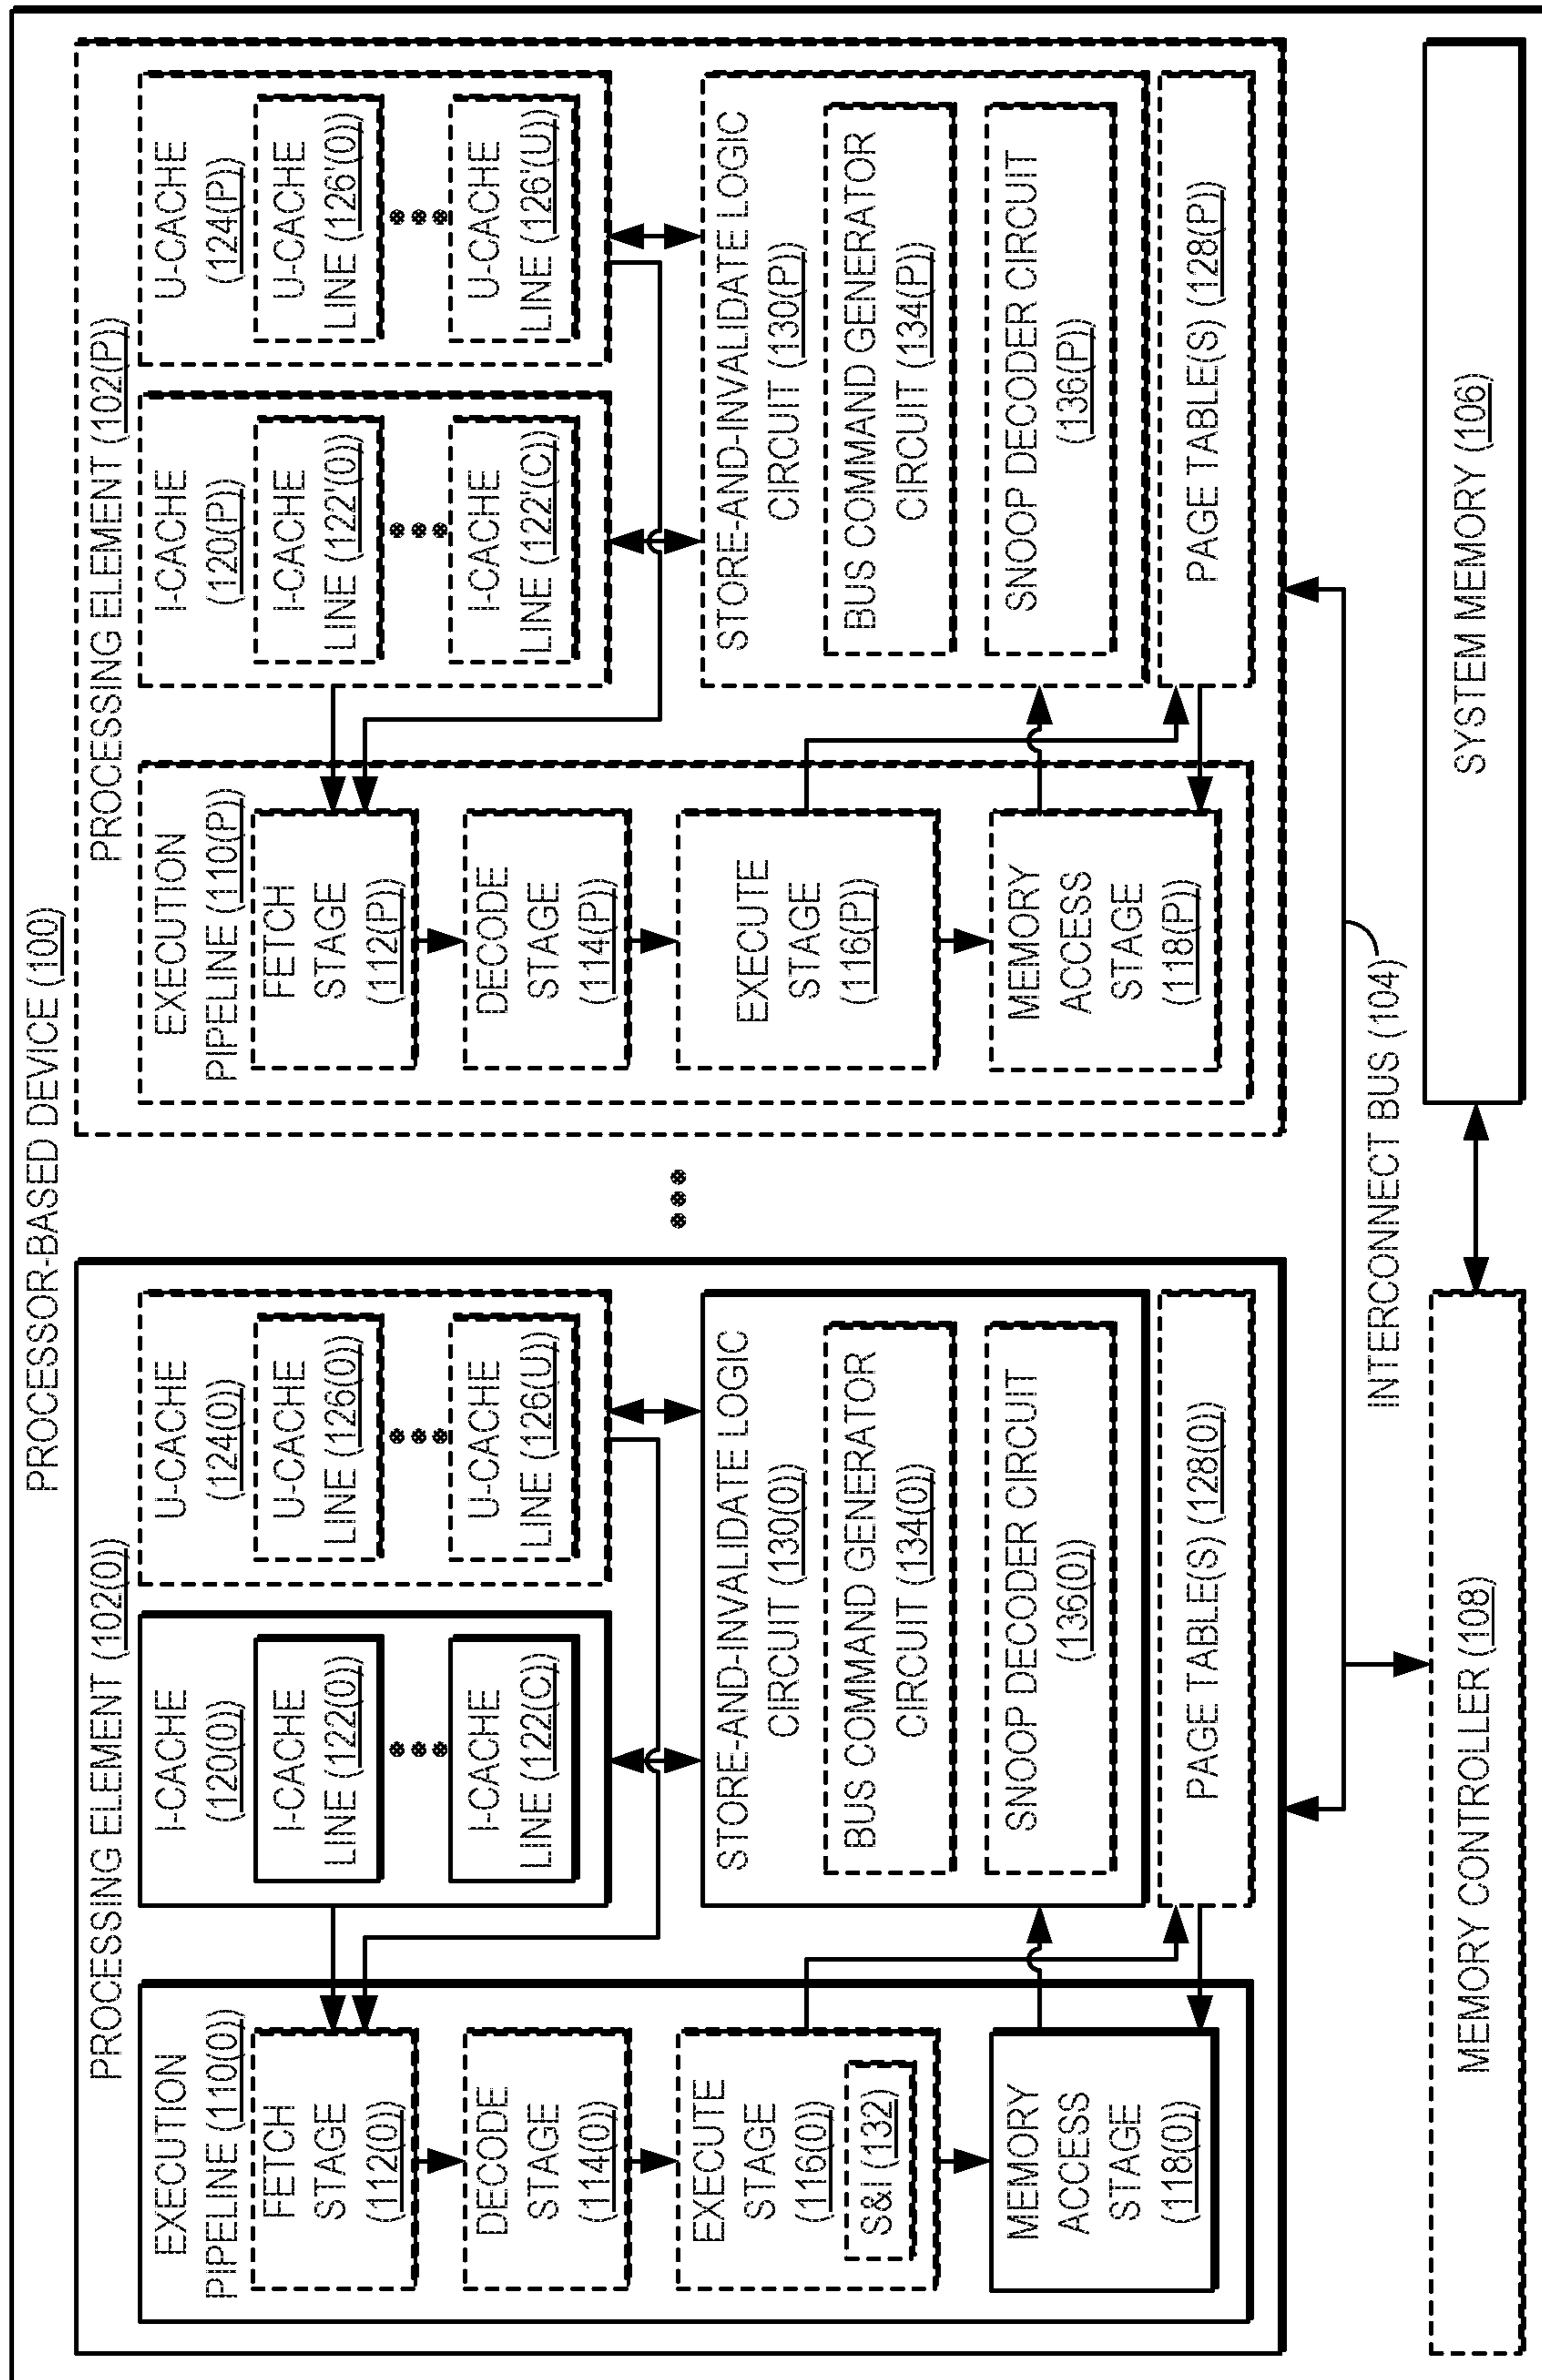 PROCESSOR-BASED DEVICE (100)
PROCESSING ELEMENT (102(0))
EXECUTION
PIPELINE (110(0))
FETCH
STAGE
(112(0))
DECODE
STAGE
(114(0))
EXECUTE
STAGE
(116(0))
S&I (132)
MEMORY
ACCESS
STAGE
(118(0))
I-CACHE
(120(0))
I-CACHE
LINE (122(0))
I-CACHE
LINE (122(C))
U-CACHE
(124(0))
U-CACHE
LINE (126(0))
U-CACHE
LINE (126(U))
STORE-AND-INVALIDATE LOGIC
CIRCUIT (130(0))
BUS COMMAND GENERATOR
CIRCUIT (134(0))
SNOOP DECODER CIRCUIT
(136(0))
PAGE TABLE(S) (128(0))
PROCESSING ELEMENT (102(P))
EXECUTION
PIPELINE (110(P))
FETCH
STAGE
(112(P))
DECODE
STAGE
(114(P))
EXECUTE
STAGE
(116(P))
MEMORY
ACCESS
STAGE
(118(P))
I-CACHE
(120(P))
I-CACHE
LINE (122'(0))
I-CACHE
LINE (122'(C))
U-CACHE
(124(P))
U-CACHE
LINE (126'(0))
U-CACHE
LINE (126'(U))
STORE-AND-INVALIDATE LOGIC
CIRCUIT (130(P))
BUS COMMAND GENERATOR
CIRCUIT (134(P))
SNOOP DECODER CIRCUIT
(136(P))
PAGE TABLE(S) (128(P))
INTERCONNECT BUS (104)
MEMORY CONTROLLER (108)
SYSTEM MEMORY (106)